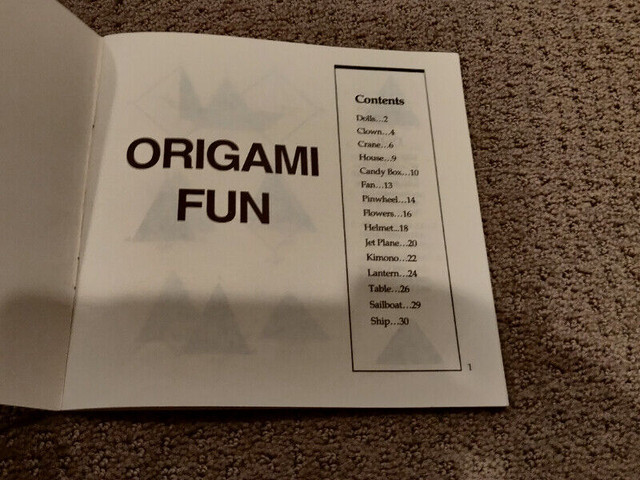 ORIGAMI
FUN
Contents
Dolls...2
Clown...4
Crane...6
House...9
Candy Box...10
Fan...13
Pinwheel...14
Flowers...16
Helmet...18
Jet Plane...20
Kimono...22
Lantern...24
Table...26
Sailboat...29
Ship...30
1